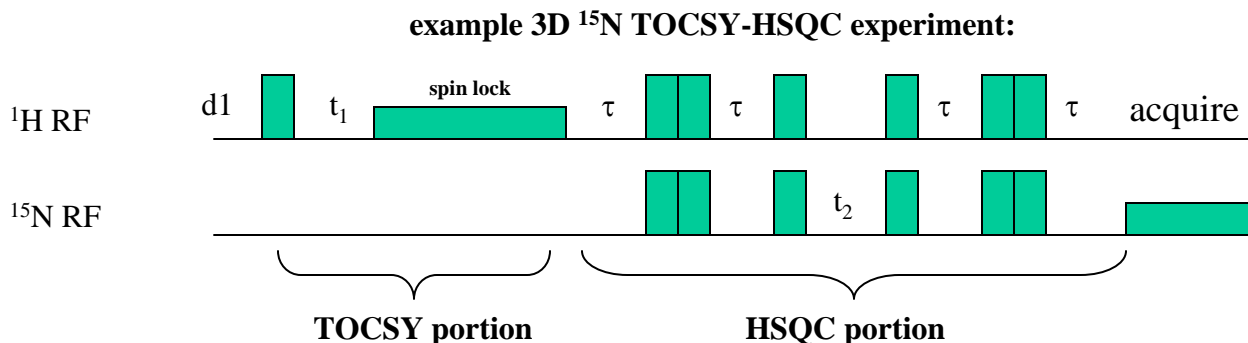 example 3D ¹⁵N TOCSY-HSQC experiment:
spin lock
¹H RF d1 t₁ τ τ τ τ acquire
¹⁵N RF t₂
TOCSY portion HSQC portion